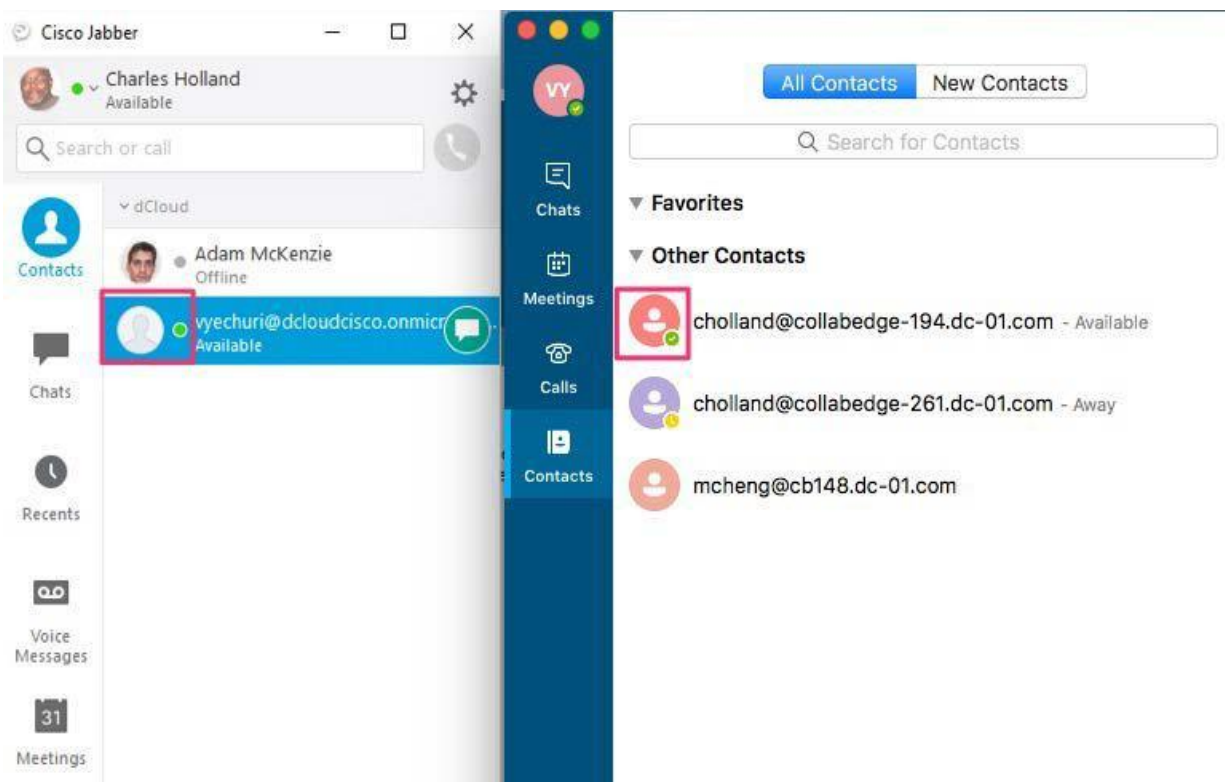 Cisco Jabber
Charles Holland
Available
Search or call
Contacts
dCloud
Adam McKenzie
Offline
vyechuri@dcloudcisco.onmicr...
Available
Chats
Recents
Voice
Messages
31
Meetings
VY
Chats
Meetings
Calls
Contacts
All Contacts New Contacts
Search for Contacts
Favorites
Other Contacts
cholland@collabedge-194.dc-01.com - Available
cholland@collabedge-261.dc-01.com - Away
mcheng@cb148.dc-01.com